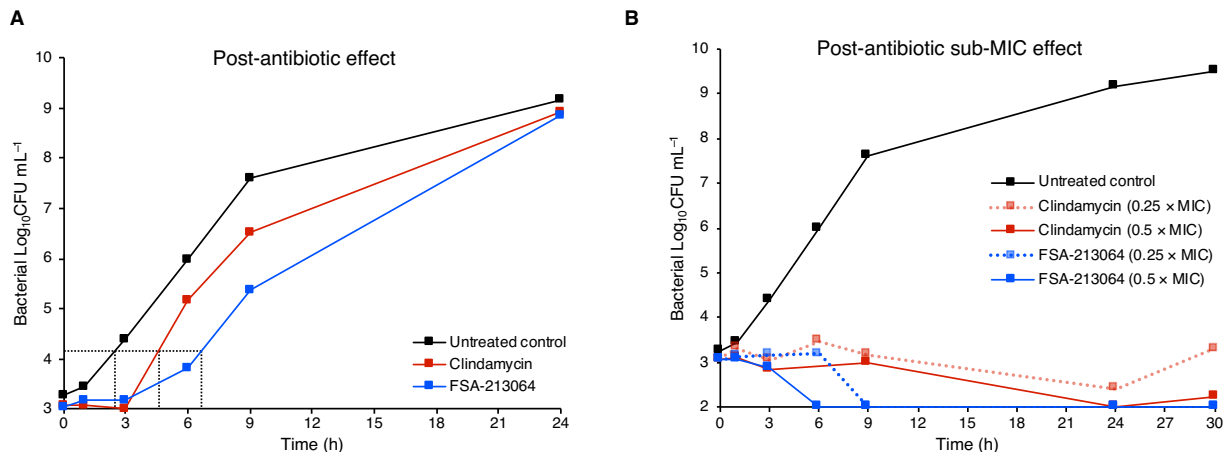 A
Post-antibiotic effect
10
9
8
7
6
5
4
3
Bacterial Log₁₀CFU mL⁻¹
0
3
6
9
12
15
18
21
24
Time (h)
Untreated control
Clindamycin
FSA-213064
B
Post-antibiotic sub-MIC effect
10
9
8
7
6
5
4
3
2
Bacterial Log₁₀CFU mL⁻¹
0
3
6
9
12
15
18
21
24
27
30
Time (h)
Untreated control
Clindamycin (0.25 × MIC)
Clindamycin (0.5 × MIC)
FSA-213064 (0.25 × MIC)
FSA-213064 (0.5 × MIC)